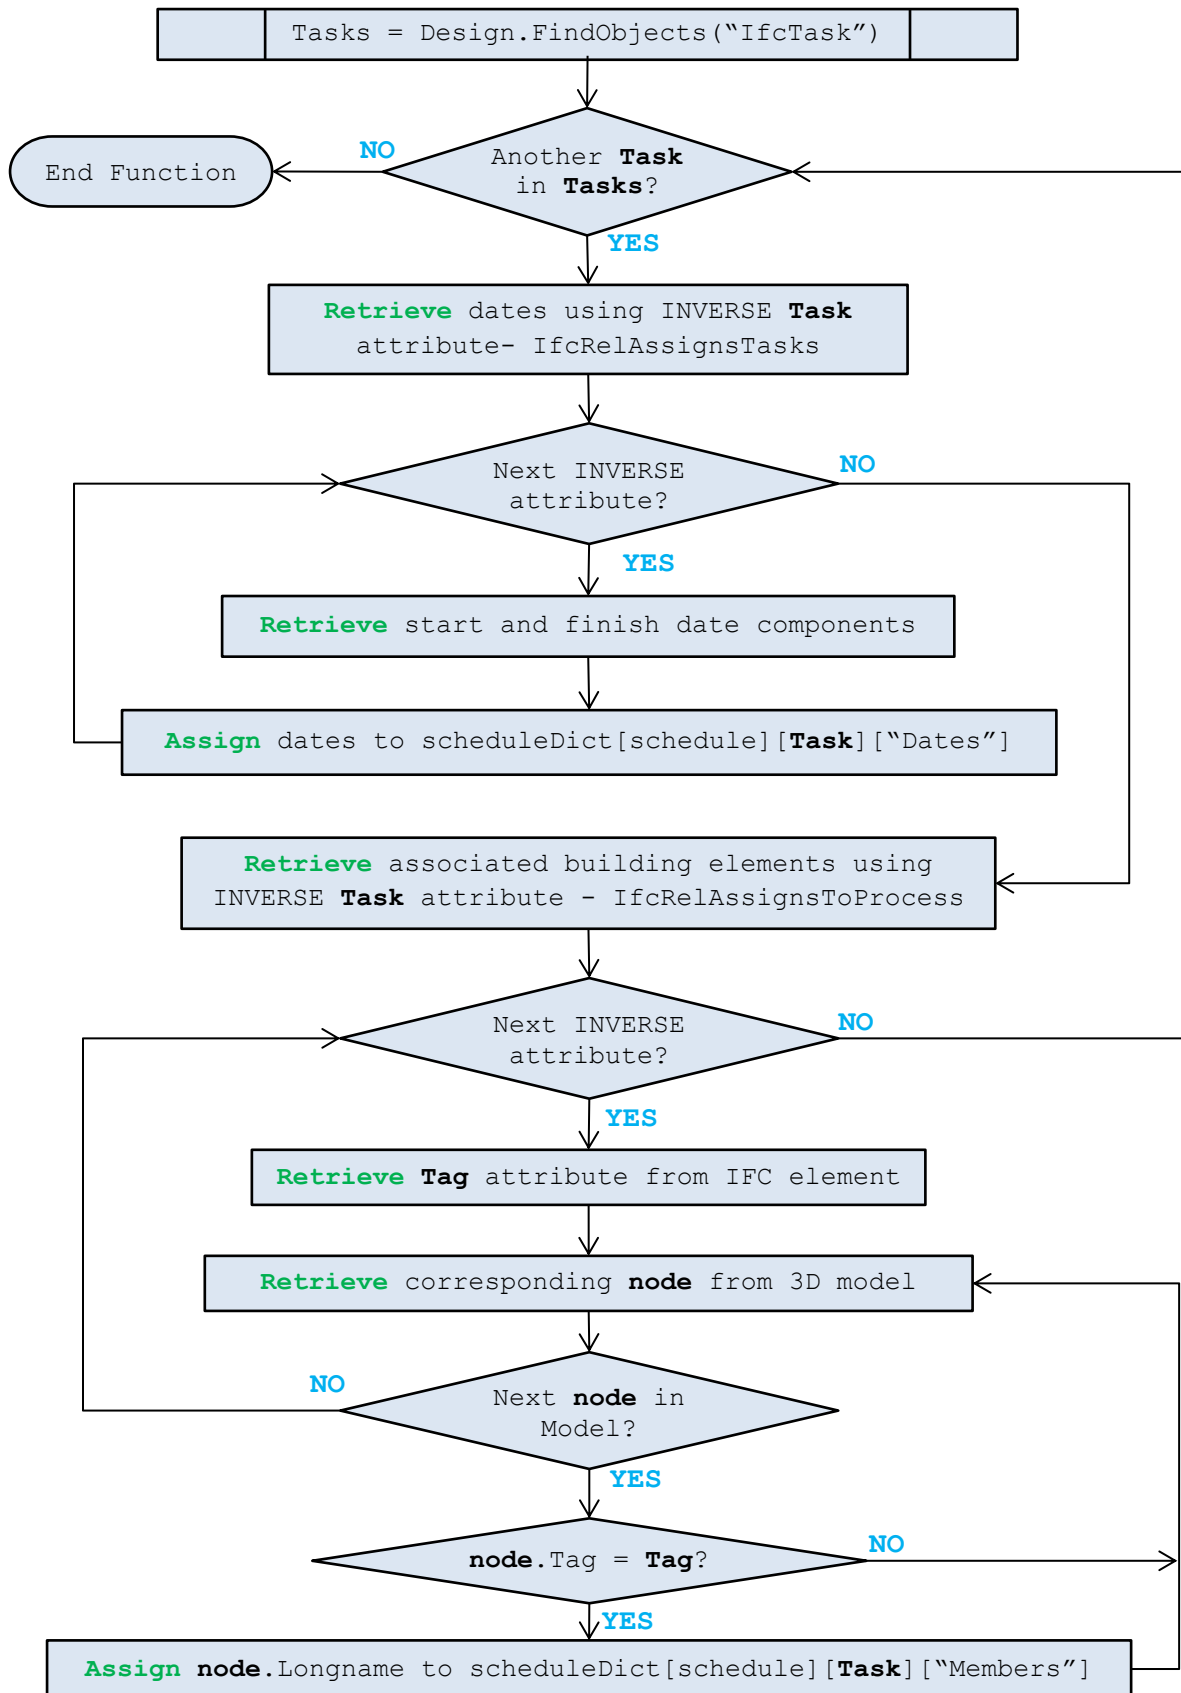 Tasks = Design.FindObjects(“IfcTask”)
NO
Another Task
in Tasks?
End Function
YES
Retrieve dates using INVERSE Task
attribute- IfcRelAssignsTasks
Next INVERSE
attribute?
NO
YES
Retrieve start and finish date components
Assign dates to scheduleDict[schedule][Task][“Dates”]
Retrieve associated building elements using
INVERSE Task attribute - IfcRelAssignsToProcess
Next INVERSE
attribute?
NO
YES
Retrieve Tag attribute from IFC element
Retrieve corresponding node from 3D model
NO
Next node in
Model?
YES
node.Tag = Tag?
NO
YES
Assign node.Longname to scheduleDict[schedule][Task][“Members”]